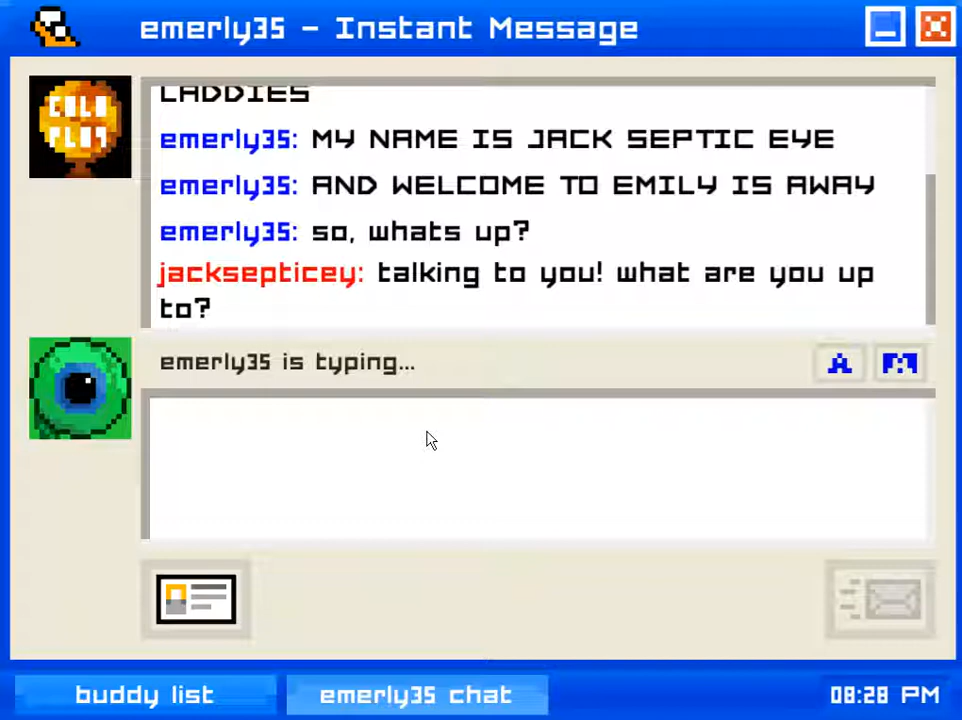 emerly35 - Instant Message
COLD
PLAY
LADDIES
emerly35: MY NAME IS JACK SEPTIC EYE
emerly35: AND WELCOME TO EMILY IS AWAY
emerly35: so, whats up?
jacksepticey: talking to you! what are you up
to?
emerly35 is typing...
buddy list
emerly35 chat
08:28 PM